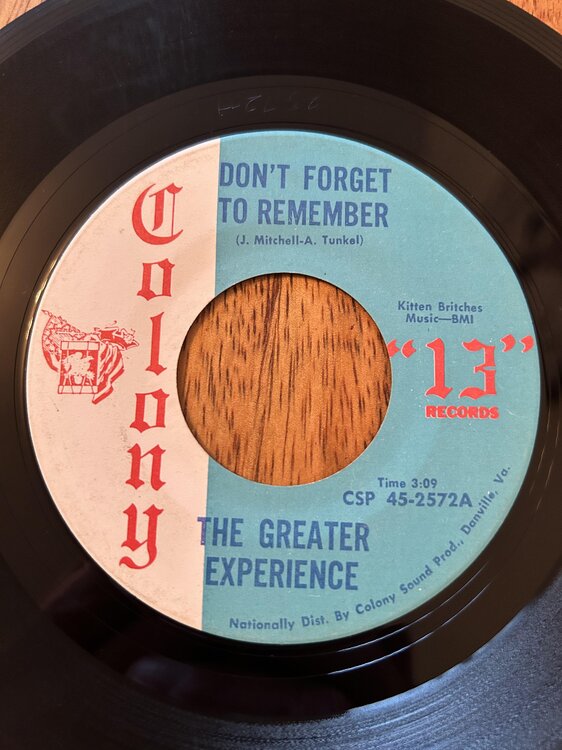 DON'T FORGET
TO REMEMBER
(J. Mitchell-A. Tunkel)
Colony
Kitten Britches
Music—BMI
"13"
RECORDS
Time 3:09
CSP 45-2572A
THE GREATER
EXPERIENCE
Nationally Dist. By Colony Sound Prod., Danville, Va.